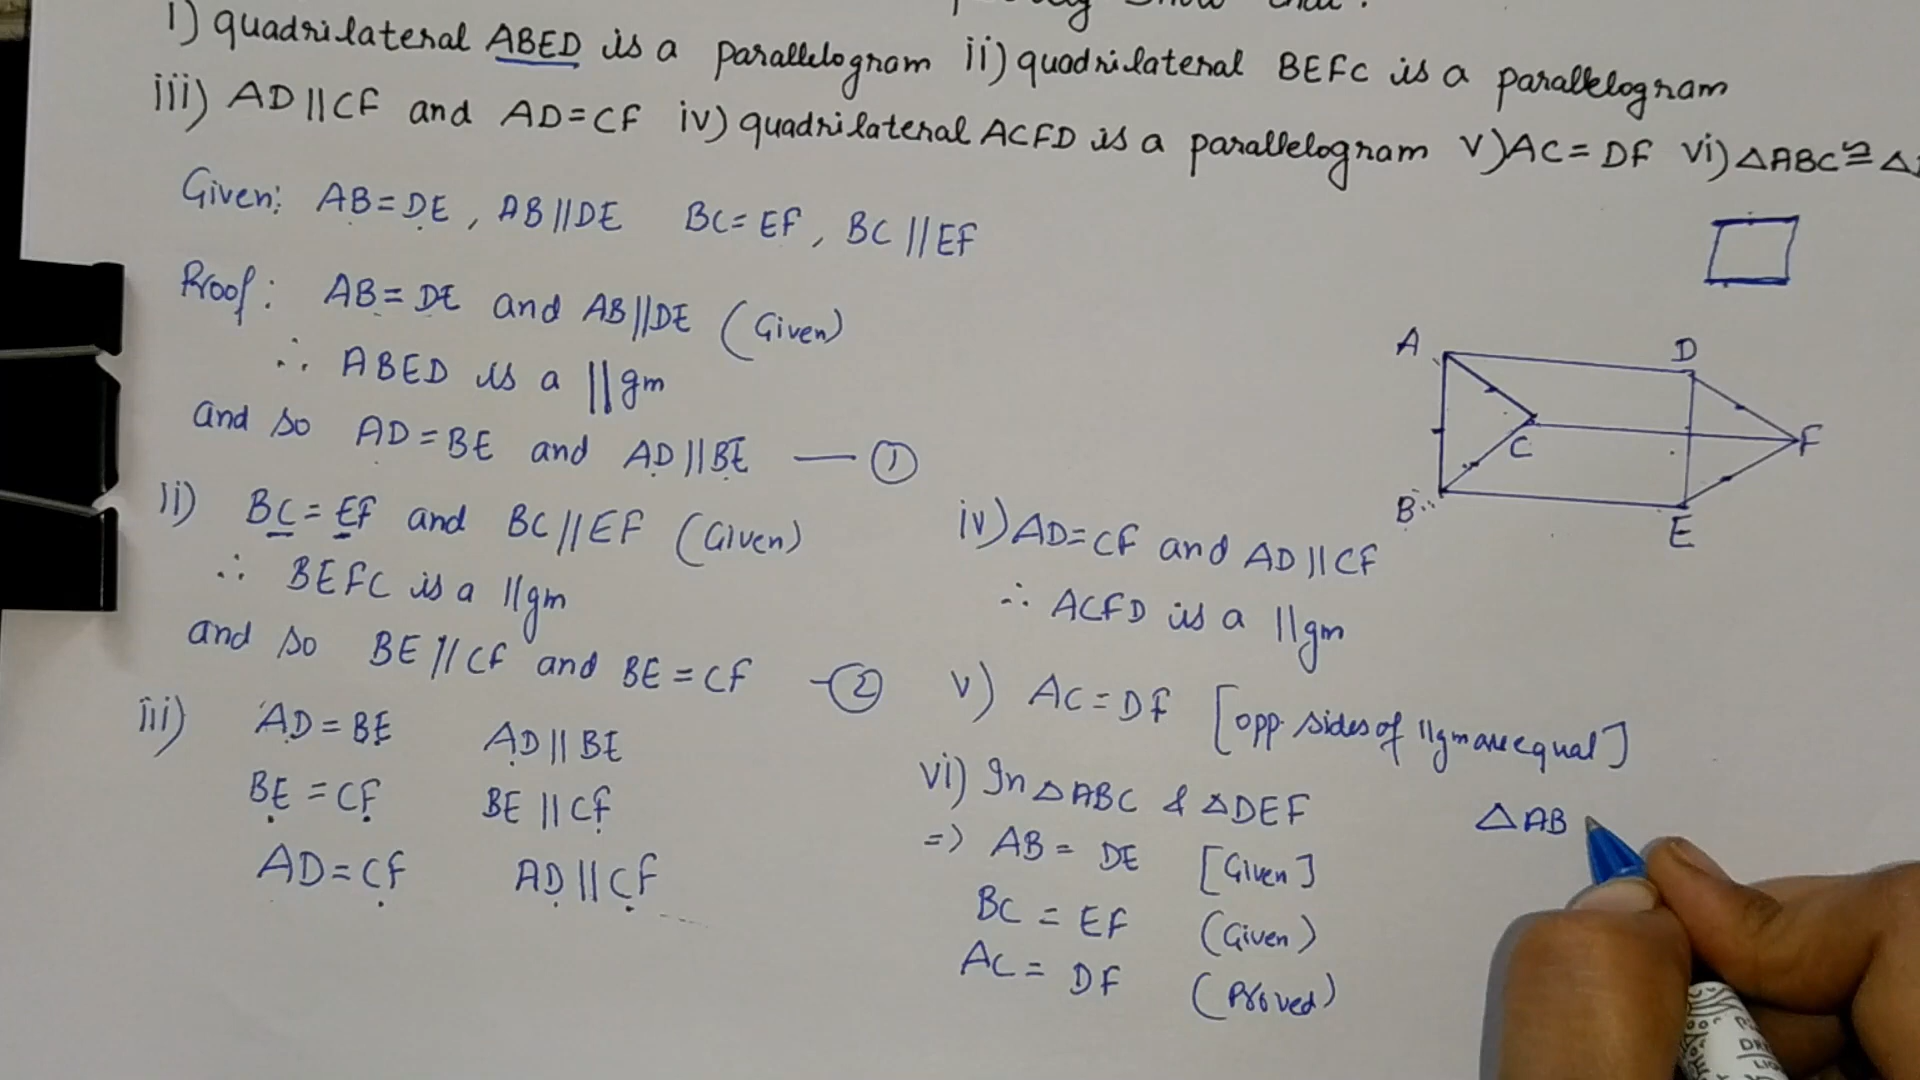 show that:
i) quadrilateral ABED is a parallelogram ii) quadrilateral BEFC is a parallelogram
iii) AD||CF and AD=CF iv) quadrilateral ACFD is a parallelogram v) AC=DF vi) △ABC≅△
Given: AB=DE, AB||DE BC=EF, BC||EF
Proof: AB=DE and AB||DE (Given)
∴ ABED is a ||gm
and so AD=BE and AD||BE — ①
ii) BC=EF and BC||EF (Given)
∴ BEFC is a ||gm
and so BE||CF and BE=CF — ②
iii) AD=BE AD||BE
BE=CF BE||CF
AD=CF AD||CF
A
D
C
F
B
E
iv) AD=CF and AD||CF
∴ ACFD is a ||gm
v) AC=DF [opp. sides of ||gm are equal]
vi) In △ABC & △DEF
=> AB=DE [Given]
BC=EF (Given)
AC=DF (Proved)
△AB